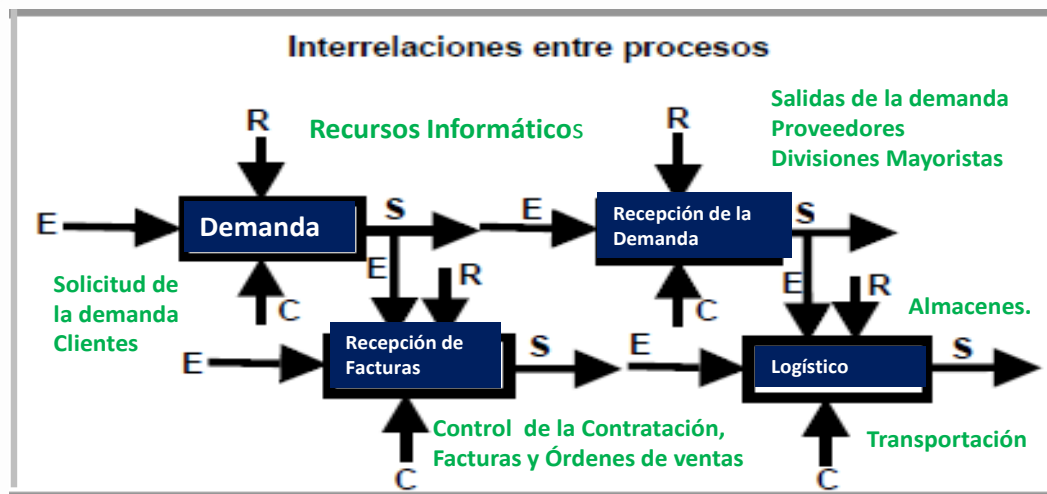 Interrelaciones entre procesos
R
Recursos Informáticos
R
Salidas de la demanda
Proveedores
Divisiones Mayoristas
E
Demanda
S
E
Recepción de la
Demanda
S
Solicitud de
la demanda
Clientes
C
E
R
C
E
R
Almacenes.
E
Recepción de
Facturas
S
E
Logístico
S
C
Control de la Contratación,
Facturas y Órdenes de ventas
C
Transportación